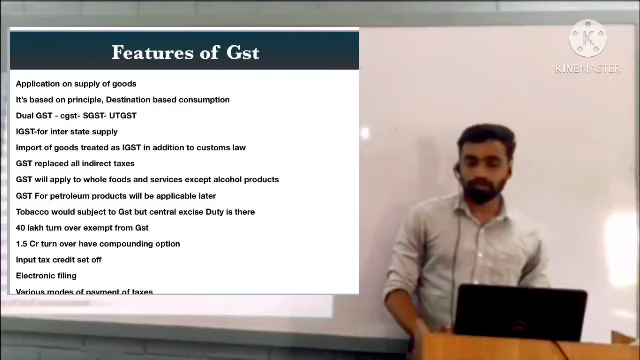 Features of Gst
Application on supply of goods
It's based on principle, Destination based consumption
Dual GST - cgst- SGST- UTGST
IGST-for inter state supply
Import of goods treated as IGST in addition to customs law
GST replaced all indirect taxes
GST will apply to whole foods and services except alcohol products
GST For petroleum products will be applicable later
Tobacco would subject to Gst but central excise Duty is there
40 lakh turn over exempt from Gst
1.5 Cr turn over have compounding option
Input tax credit set off
Electronic filing
Various modes of payment of taxes
K
KINEMASTER